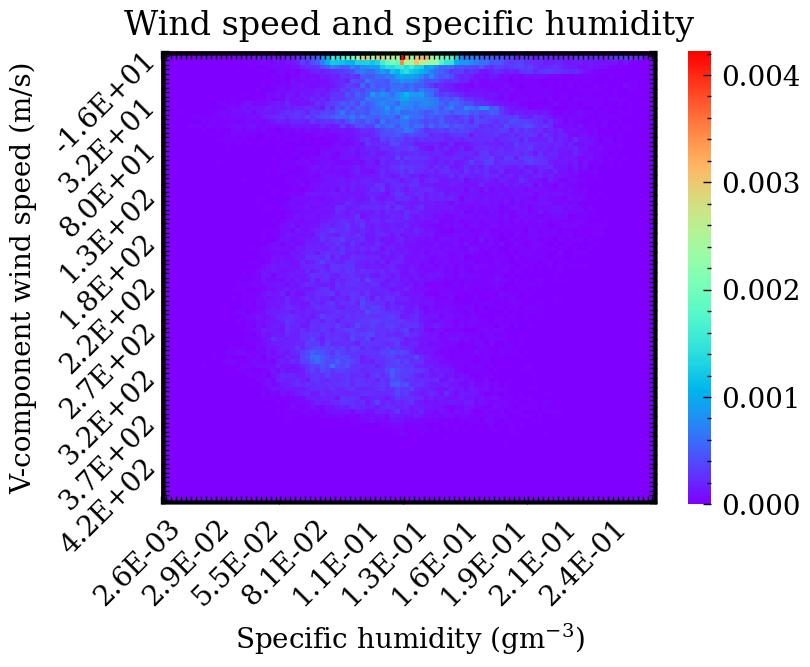 Wind speed and specific humidity
V-component wind speed (m/s)
-1.6E+01
3.2E+01
8.0E+01
1.3E+02
1.8E+02
2.2E+02
2.7E+02
3.2E+02
3.7E+02
4.2E+02
2.6E-03
2.9E-02
5.5E-02
8.1E-02
1.1E-01
1.3E-01
1.6E-01
1.9E-01
2.1E-01
2.4E-01
Specific humidity (gm⁻³)
0.004
0.003
0.002
0.001
0.000